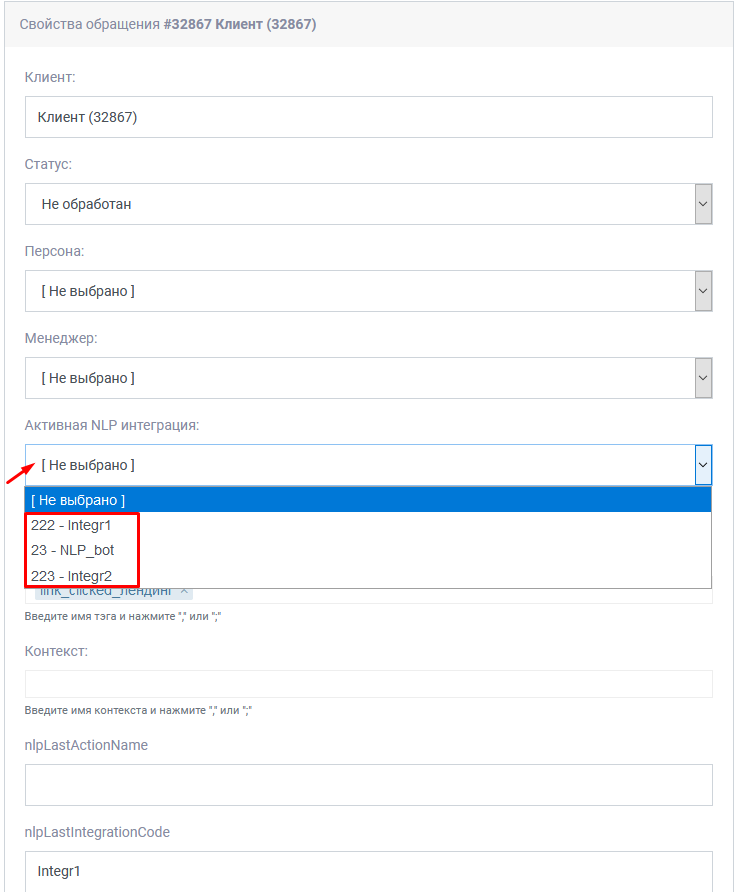 Свойства обращения #32867 Клиент (32867)
Клиент:
Клиент (32867)
Статус:
Не обработан
Персона:
[ Не выбрано ]
Менеджер:
[ Не выбрано ]
Активная NLP интеграция:
[ Не выбрано ]
[ Не выбрано ]
222 - Integr1
23 - NLP_bot
223 - Integr2
link_clicked_лендинг ×
Введите имя тэга и нажмите "," или ";"
Контекст:
Введите имя контекста и нажмите "," или ";"
nlpLastActionName
nlpLastIntegrationCode
Integr1